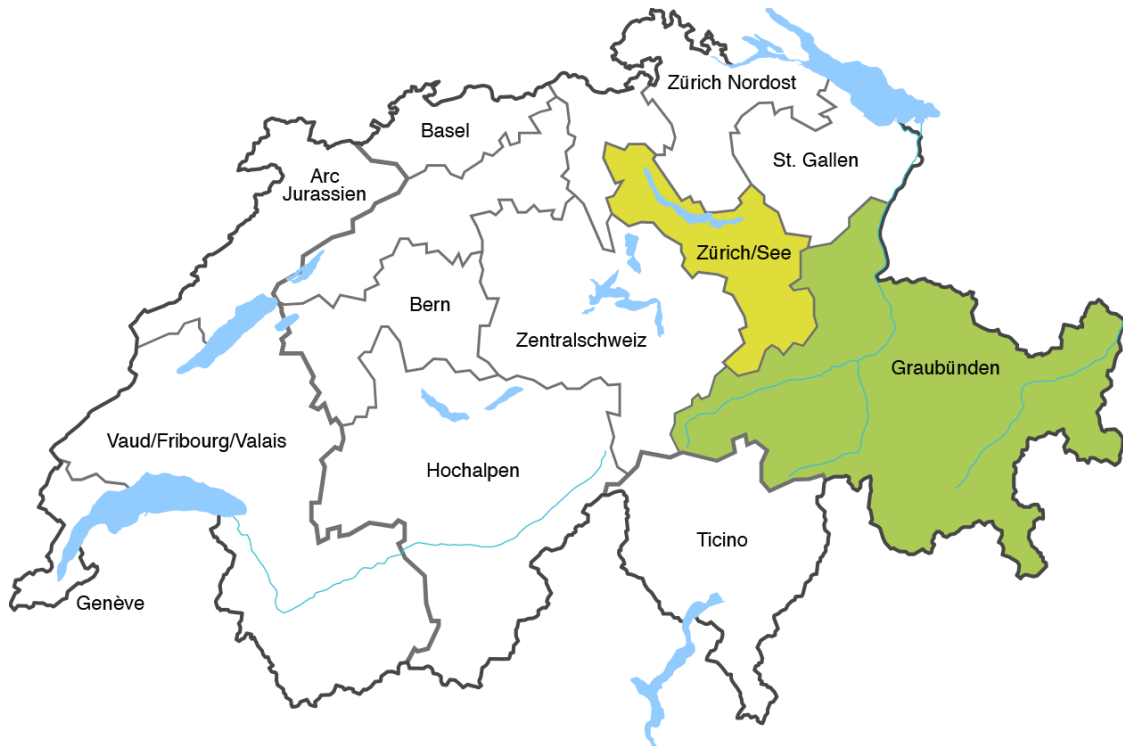 Zürich Nordost
Basel
St. Gallen
Arc
Jurassien
Zürich/See
Bern
Zentralschweiz
Graubünden
Vaud/Fribourg/Valais
Hochalpen
Ticino
Genève